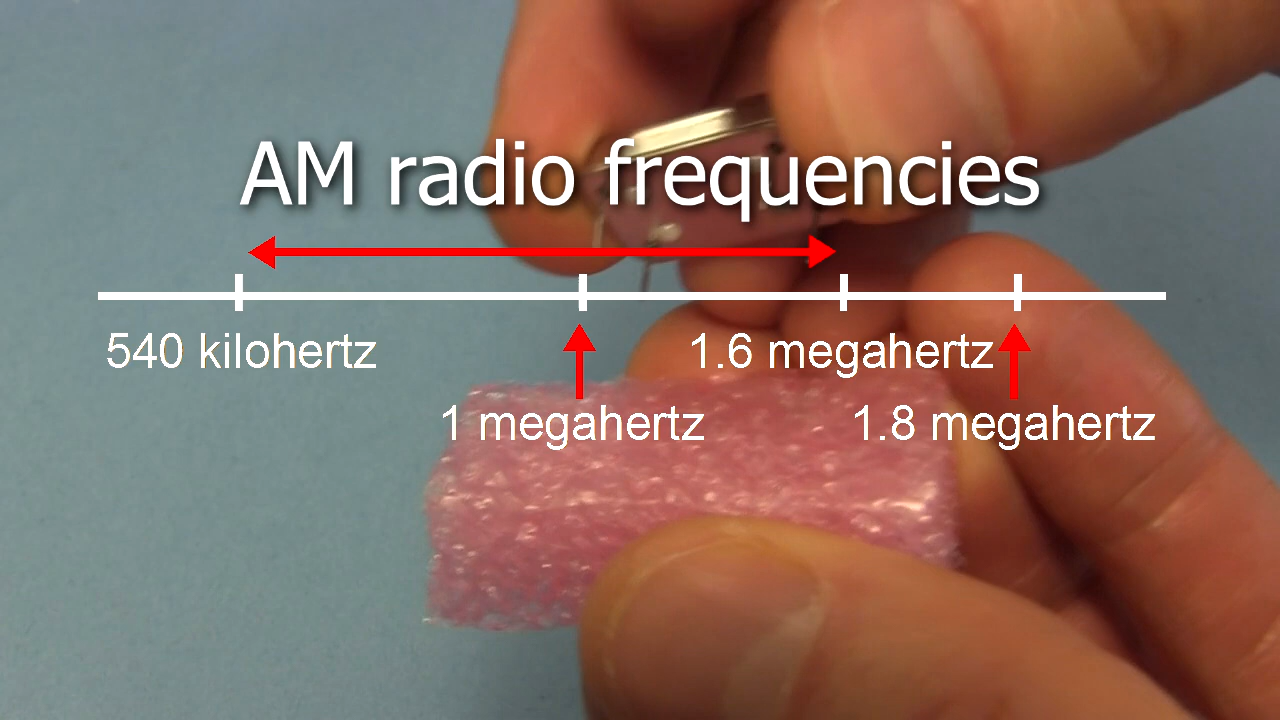 AM radio frequencies
540 kilohertz
1.6 megahertz
1 megahertz
1.8 megahertz